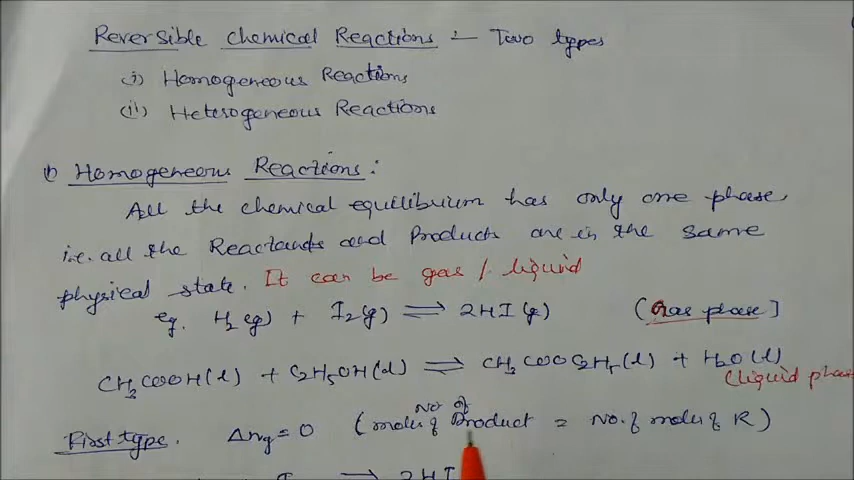 Reversible chemical Reactions :- Two types
(i) Homogeneous Reactions
(ii) Heterogeneous Reactions
1) Homogeneous Reactions :
All the chemical equilibrium has only one phase,
i.e. all the Reactants and Products are in the same
physical state. It can be gas / liquid
eg. H2(g) + I2(g) ⇌ 2HI(g) (Gas phase]
CH3COOH(l) + C2H5OH(l) ⇌ CH3COOC2H5(l) + H2O(l)
(liquid phase
No of
First type. Δng = 0 (moles of Product = No. of moles of R)
2HI